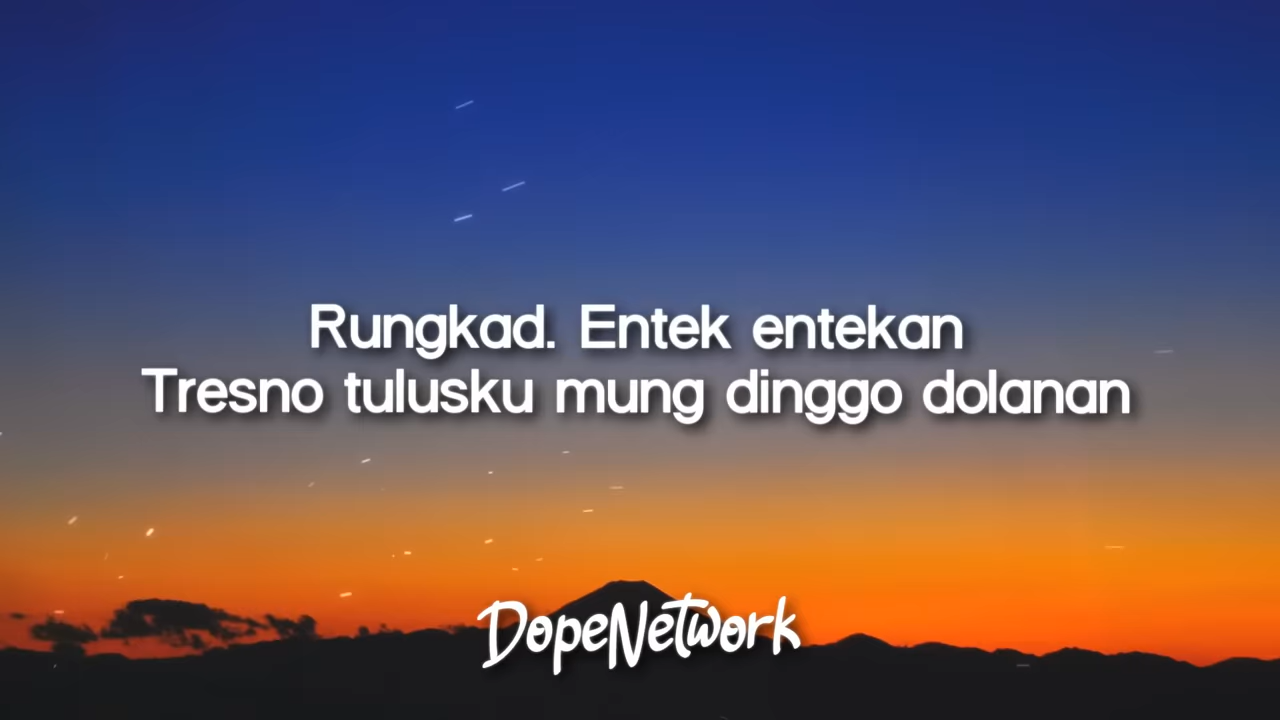 Rungkad. Entek entekan
Tresno tulusku mung dinggo dolanan
DopeNetwork